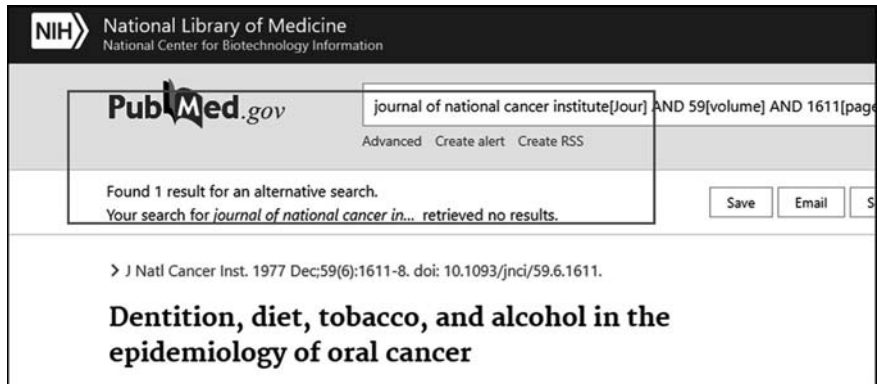 NIH
National Library of Medicine
National Center for Biotechnology Information
PubMed.gov
journal of national cancer institute[Jour] AND 59[volume] AND 1611[page
Advanced Create alert Create RSS
Found 1 result for an alternative search.
Your search for journal of national cancer in... retrieved no results.
Save Email S
> J Natl Cancer Inst. 1977 Dec;59(6):1611-8. doi: 10.1093/jnci/59.6.1611.
Dentition, diet, tobacco, and alcohol in the
epidemiology of oral cancer